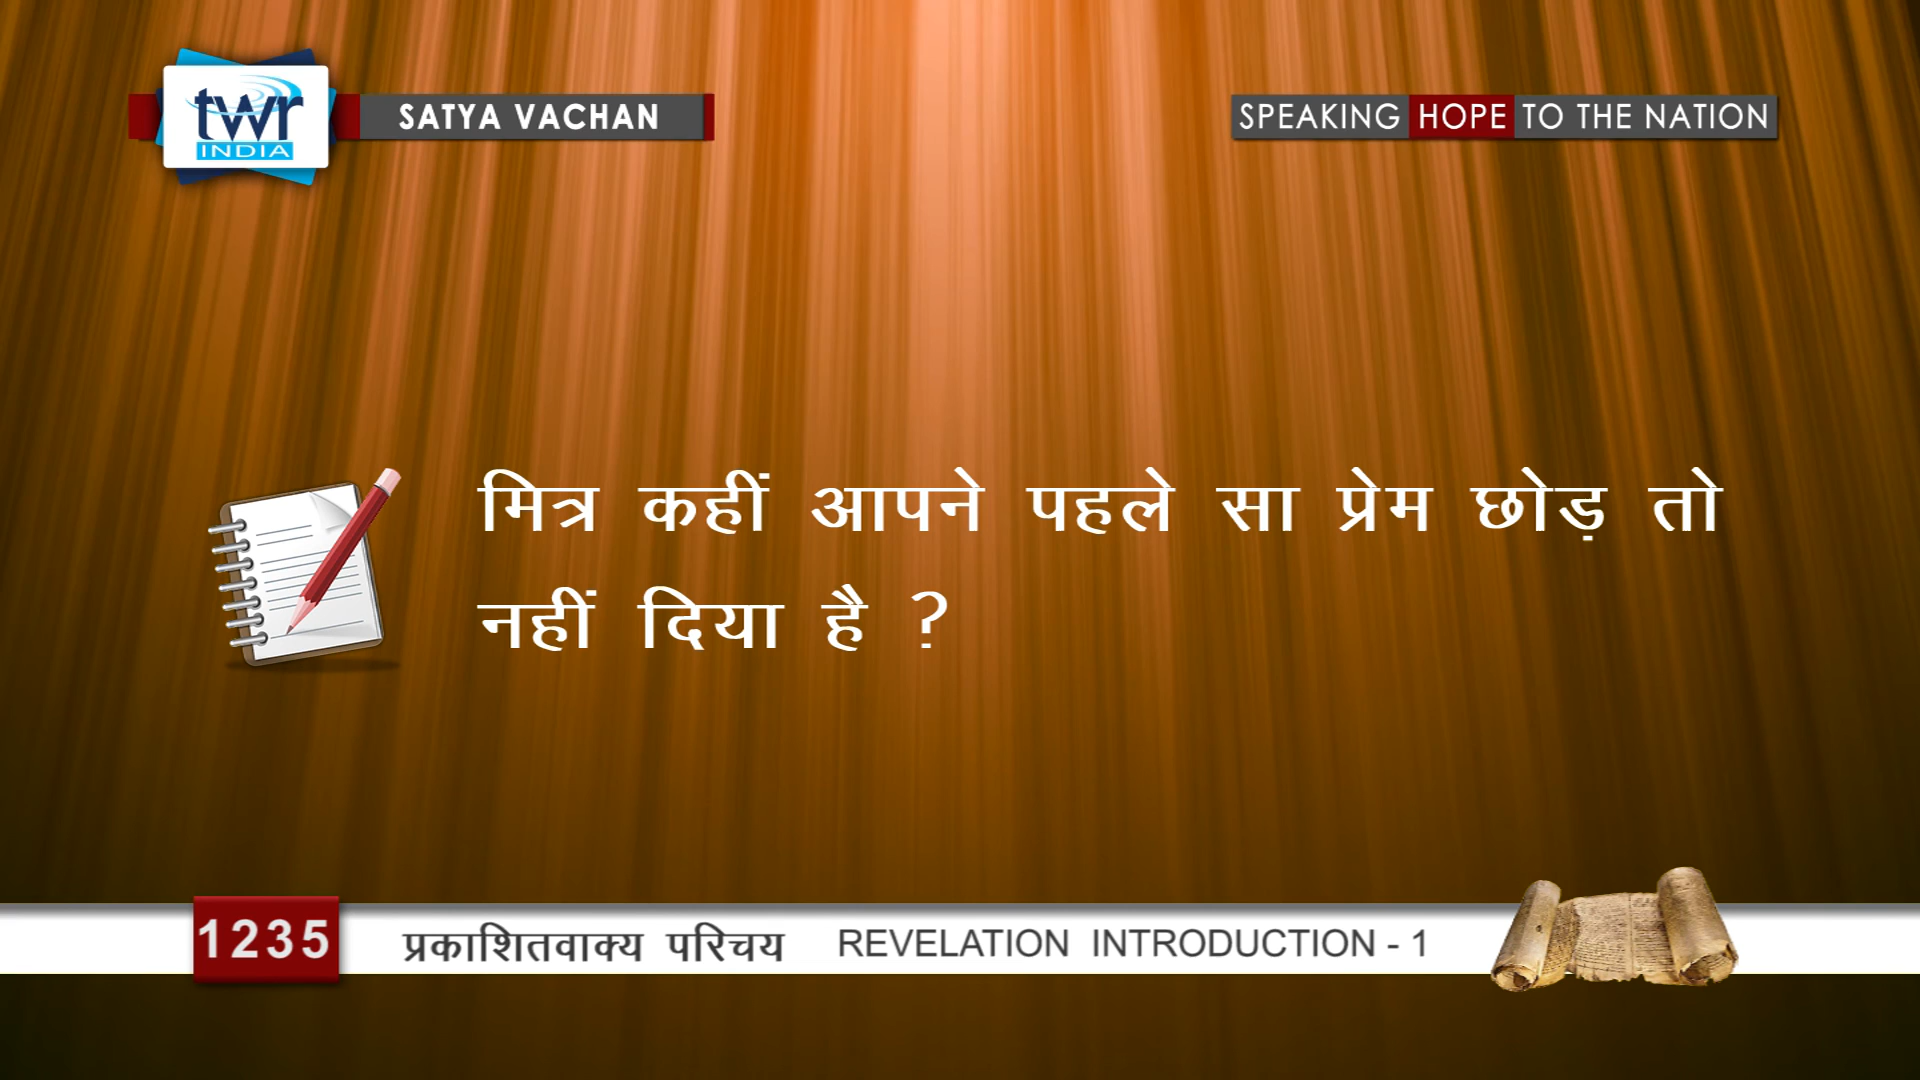 twr
INDIA
SATYA VACHAN
SPEAKING HOPE TO THE NATION
मित्र कहीं आपने पहले सा प्रेम छोड़ तो
नहीं दिया है ?
1235 प्रकाशितवाक्य परिचय REVELATION INTRODUCTION - 1